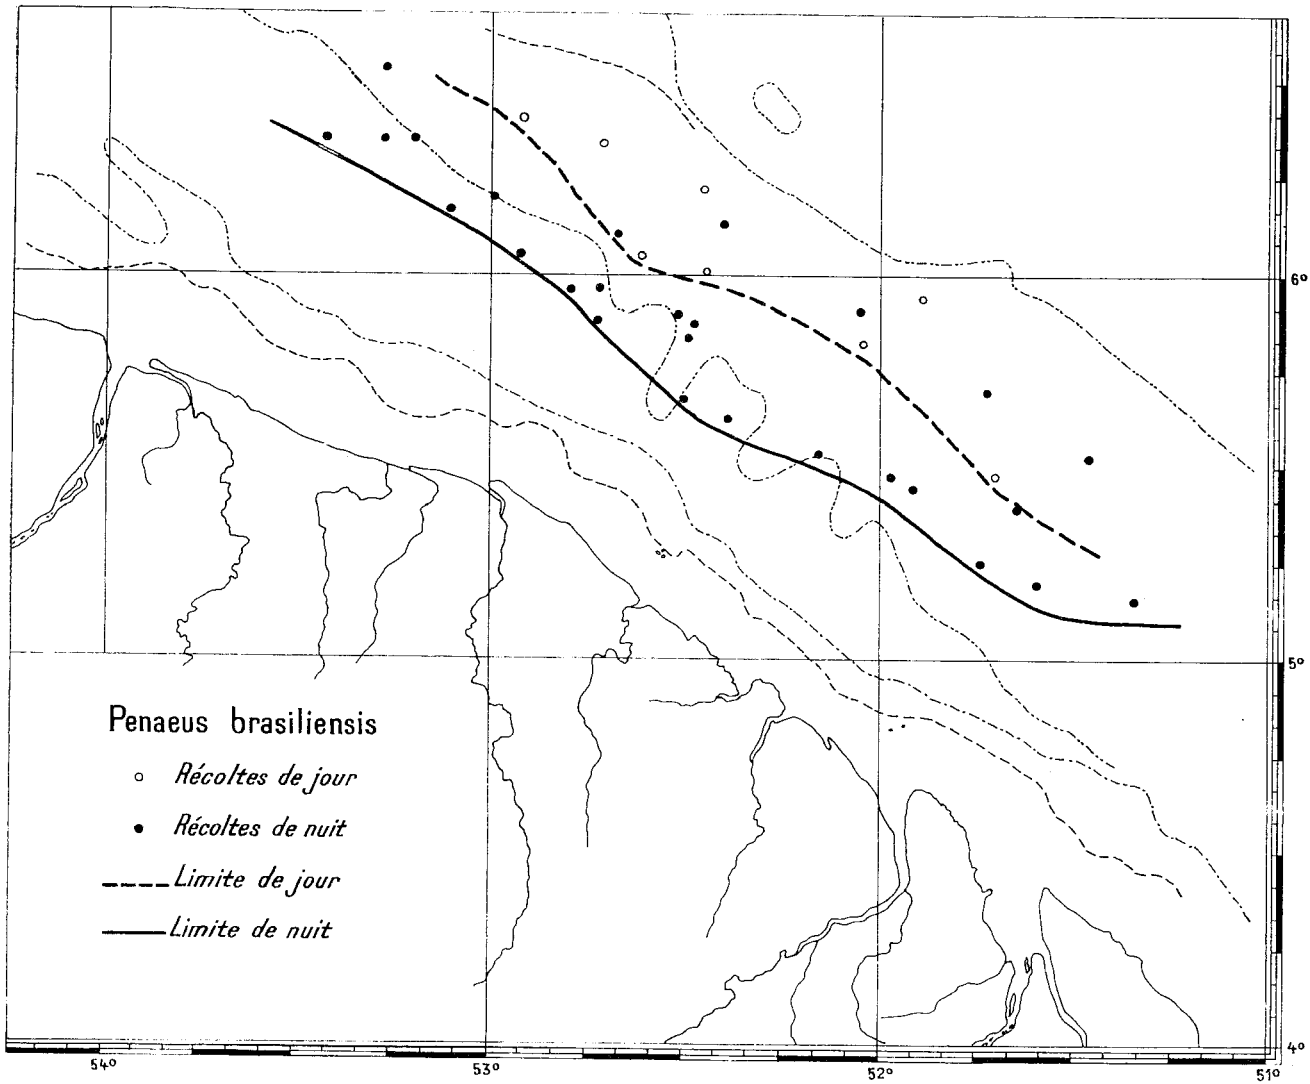 6°
5°
Penaeus brasiliensis
Récoltes de jour
Récoltes de nuit
Limite de jour
Limite de nuit
4°
54° 53° 52° 51°